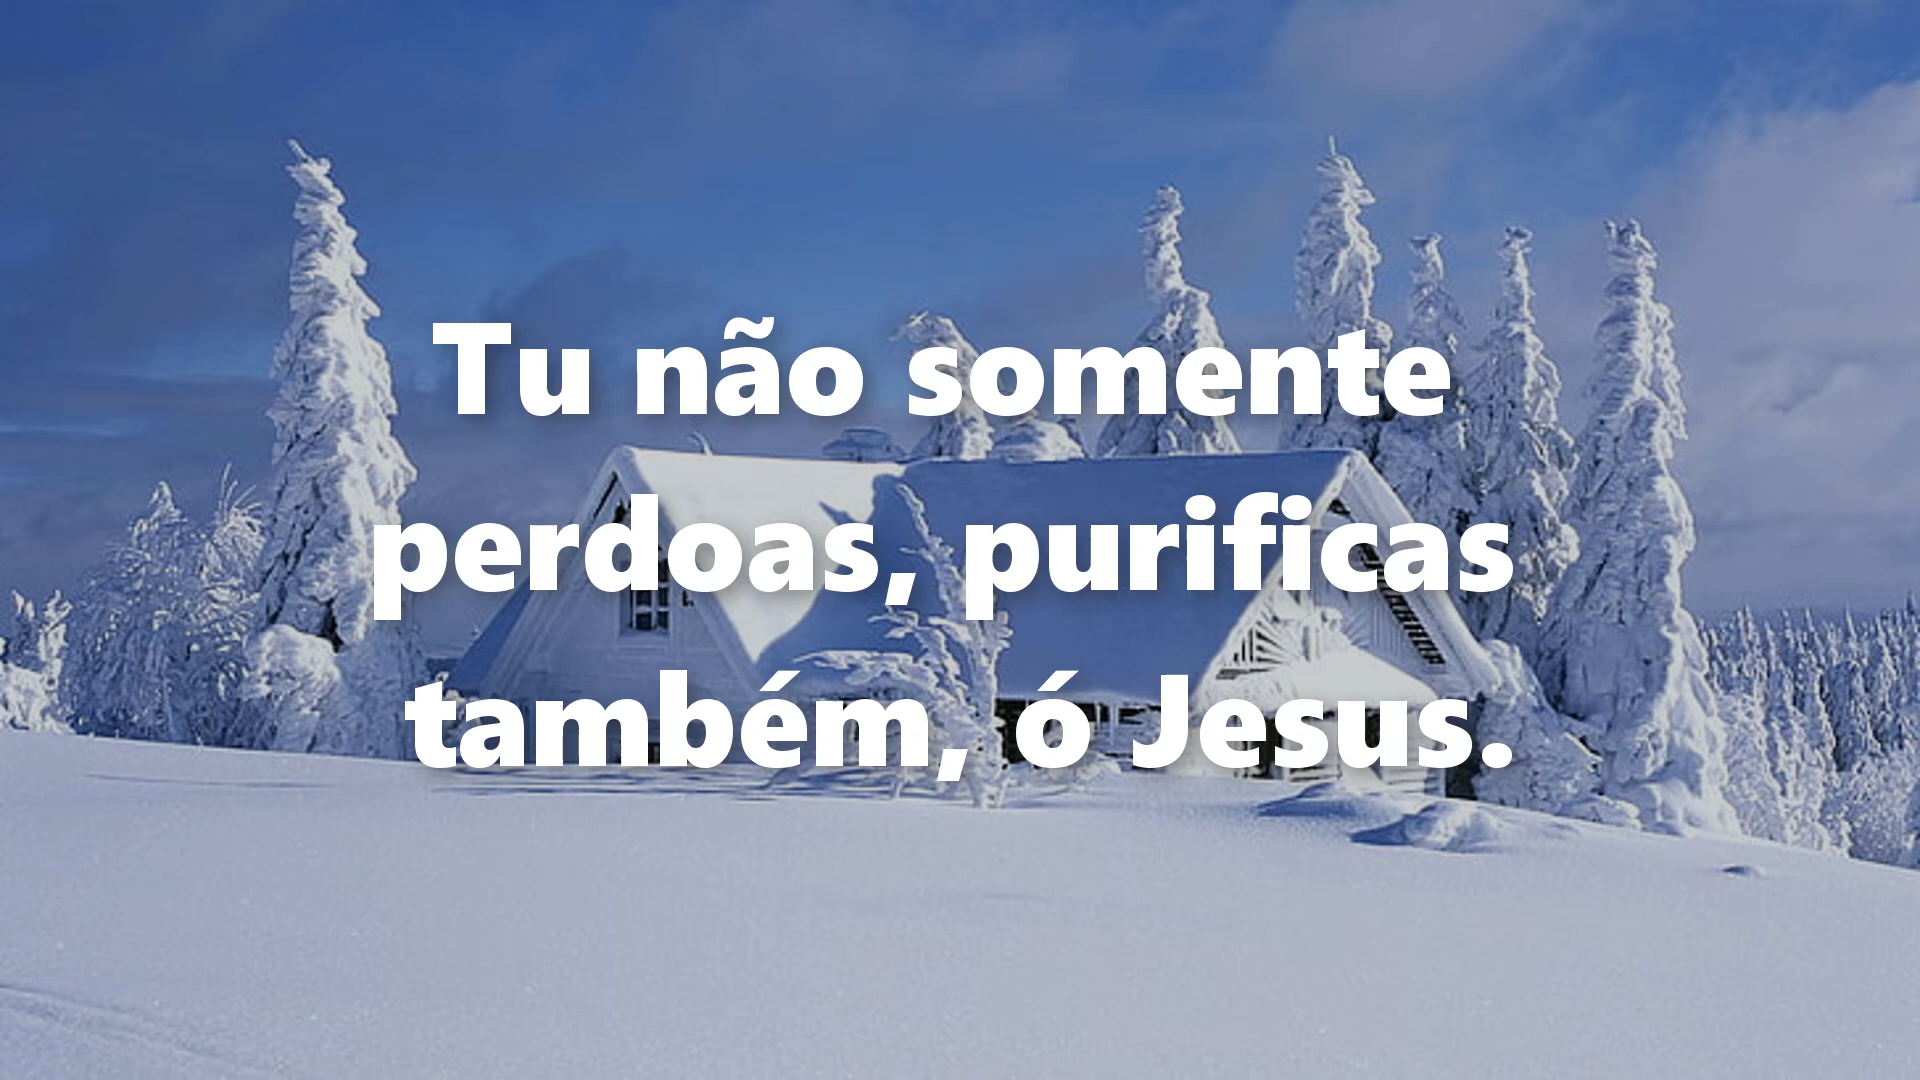 Tu não somente
perdoas, purificas
também, ó Jesus.